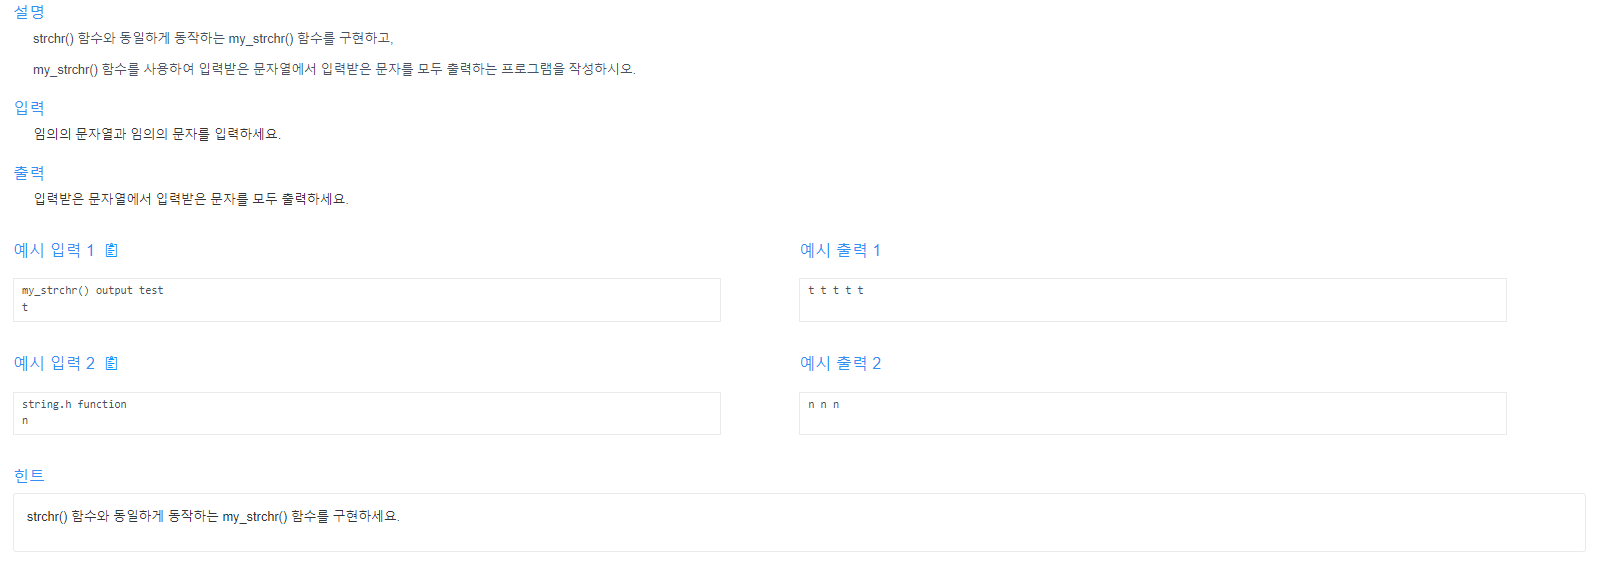 설명
strchr() 함수와 동일하게 동작하는 my_strchr() 함수를 구현하고,
my_strchr() 함수를 사용하여 입력받은 문자열에서 입력받은 문자를 모두 출력하는 프로그램을 작성하시오.
입력
임의의 문자열과 임의의 문자를 입력하세요.
출력
입력받은 문자열에서 입력받은 문자를 모두 출력하세요.
예시 입력 1
my_strchr() output test
t
예시 출력 1
t t t t t
예시 입력 2
string.h function
n
예시 출력 2
n n n
힌트
strchr() 함수와 동일하게 동작하는 my_strchr() 함수를 구현하세요.